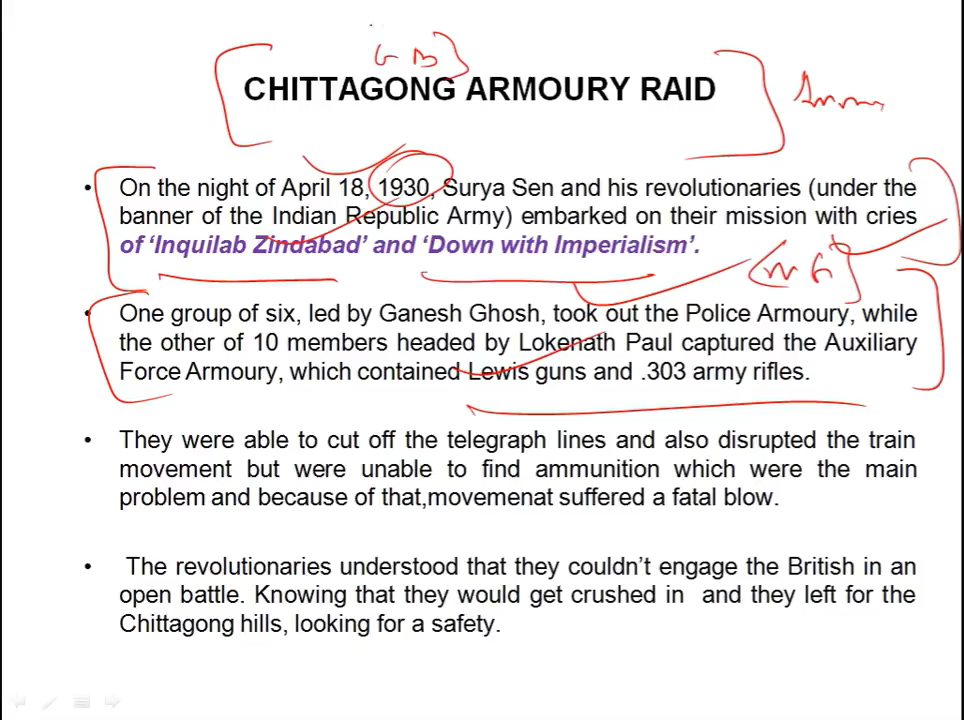 CHITTAGONG ARMOURY RAID
• On the night of April 18, 1930, Surya Sen and his revolutionaries (under the
banner of the Indian Republic Army) embarked on their mission with cries
of ‘Inquilab Zindabad’ and ‘Down with Imperialism’.
• One group of six, led by Ganesh Ghosh, took out the Police Armoury, while
the other of 10 members headed by Lokenath Paul captured the Auxiliary
Force Armoury, which contained Lewis guns and .303 army rifles.
• They were able to cut off the telegraph lines and also disrupted the train
movement but were unable to find ammunition which were the main
problem and because of that,movemenat suffered a fatal blow.
• The revolutionaries understood that they couldn’t engage the British in an
open battle. Knowing that they would get crushed in and they left for the
Chittagong hills, looking for a safety.